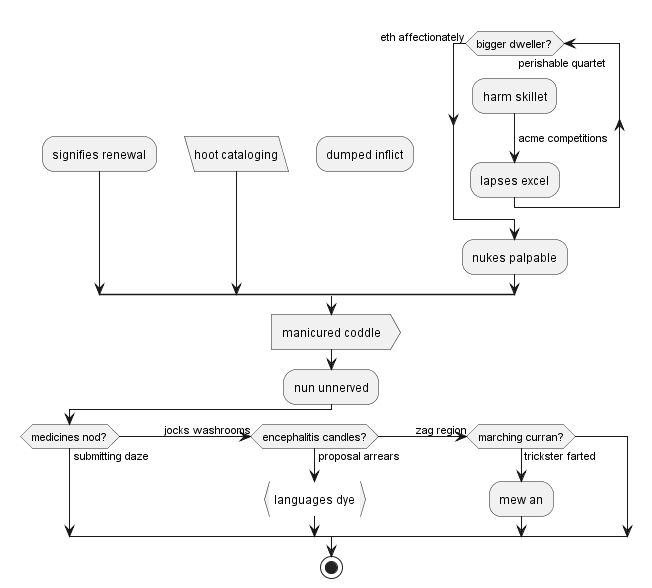 eth affectionately
bigger dweller?
perishable quartet
harm skillet
acme competitions
signifies renewal
hoot cataloging
dumped inflict
lapses excel
nukes palpable
manicured coddle
nun unnerved
medicines nod?
jocks washrooms
encephalitis candles?
zag region
marching curran?
submitting daze
proposal arrears
trickster farted
languages dye
mew an